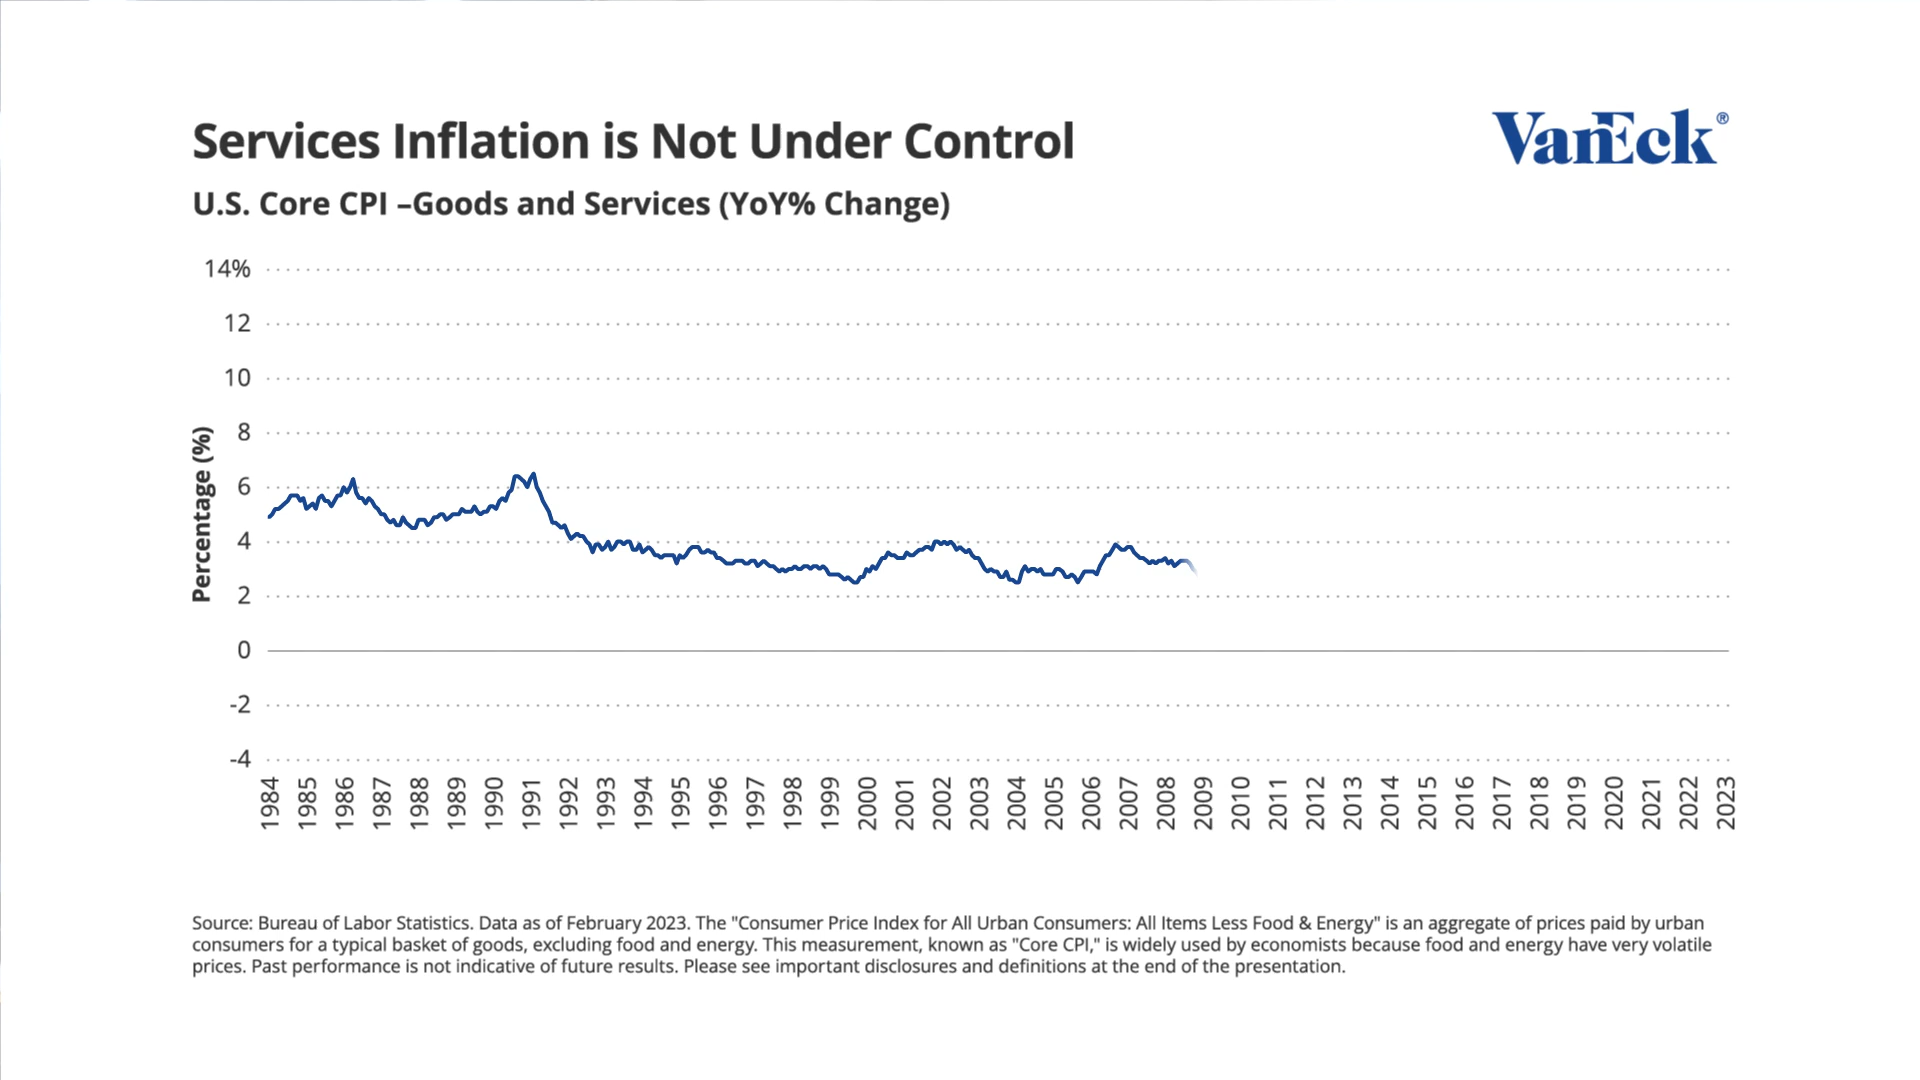 Services Inflation is Not Under Control
VanEck®
U.S. Core CPI –Goods and Services (YoY% Change)
Percentage (%)
14%
12
10
8
6
4
2
0
-2
-4
1984 1985 1986 1987 1988 1989 1990 1991 1992 1993 1994 1995 1996 1997 1998 1999 2000 2001 2002 2003 2004 2005 2006 2007 2008 2009 2010 2011 2012 2013 2014 2015 2016 2017 2018 2019 2020 2021 2022 2023
Source: Bureau of Labor Statistics. Data as of February 2023. The "Consumer Price Index for All Urban Consumers: All Items Less Food & Energy" is an aggregate of prices paid by urban
consumers for a typical basket of goods, excluding food and energy. This measurement, known as "Core CPI," is widely used by economists because food and energy have very volatile
prices. Past performance is not indicative of future results. Please see important disclosures and definitions at the end of the presentation.